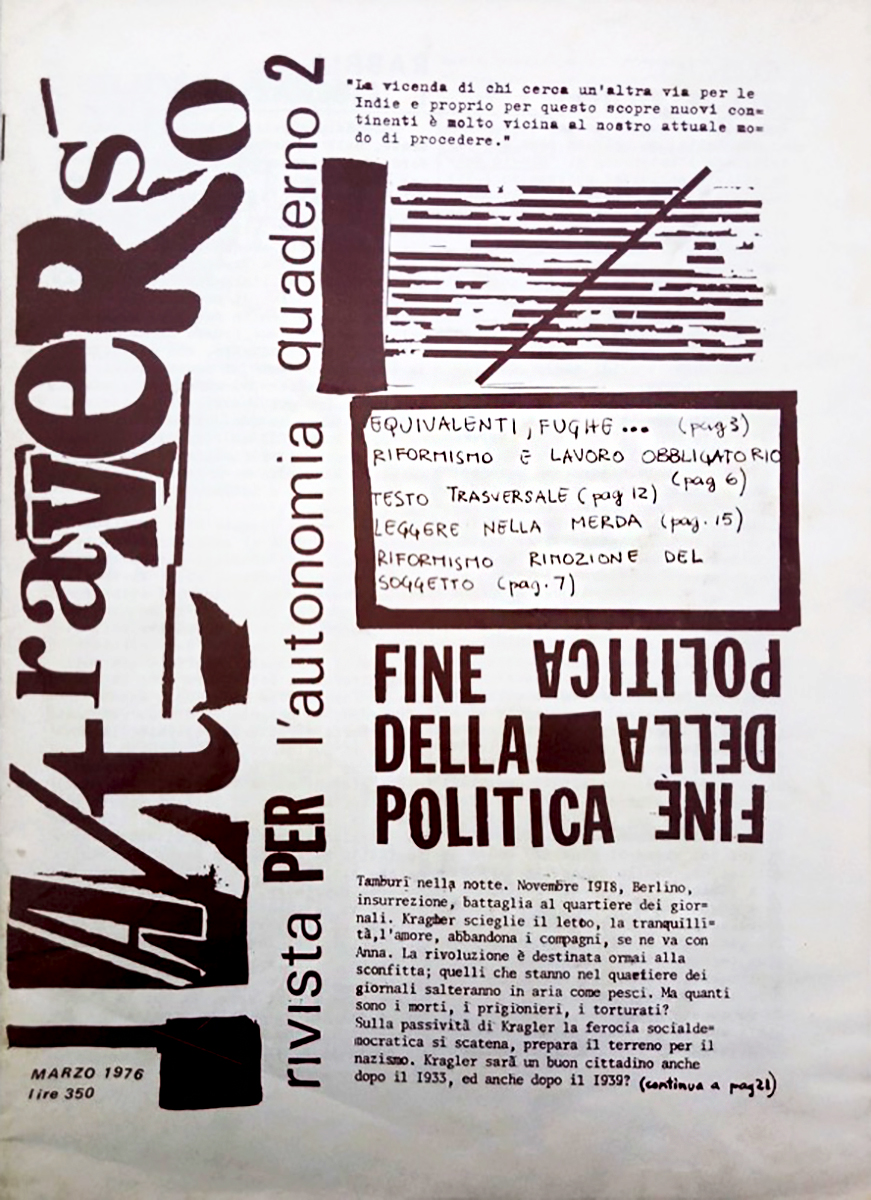 A/traveRso
rivista PER l'autonomia quaderno 2
MARZO 1976
lire 350
"La vicenda di chi cerca un'altra via per le
Indie e proprio per questo scopre nuovi con=
tinenti è molto vicina al nostro attuale mo=
do di procedere."
EQUIVALENTI, FUGHE... (pag 3)
RIFORMISMO E LAVORO OBBLIGATORIO
(pag 6)
TESTO TRASVERSALE (pag 12)
LEGGERE NELLA MERDA (pag. 15)
RIFORMISMO RIMOZIONE DEL
SOGGETTO (pag. 7)
FINE
DELLA
POLITICA
FINÈ
DELLA
POLITICA
Tamburi nella notte. Novembre I9I8, Berlino,
insurrezione, battaglia al quartiere dei gior=
nali. Kragber scieglie il letto, la tranquilli=
tà,l'amore, abbandona i compagni, se ne va con
Anna. La rivoluzione è destinata ormai alla
sconfitta; quelli che stanno nel quartiere dei
giornali salteranno in aria come pesci. Ma quanti
sono i morti, i prigionieri, i torturati?
Sulla passività di Kragler la ferocia socialde=
mocratica si scatena, prepara il terreno per il
nazismo. Kragler sarà un buon cittadino anche
dopo il I933, ed anche dopo il I939? (continua a pag 21)